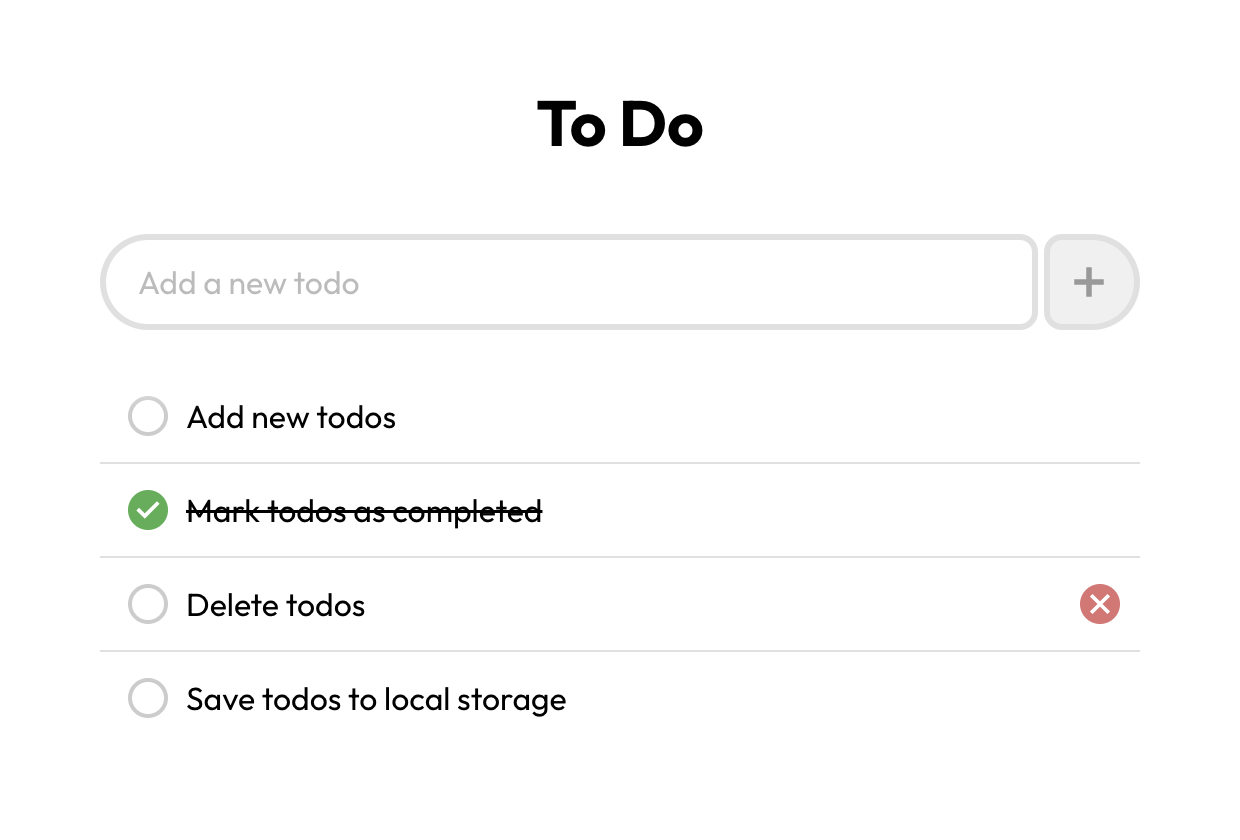 To Do
Add a new todo
Add new todos
Mark todos as completed
Delete todos
Save todos to local storage